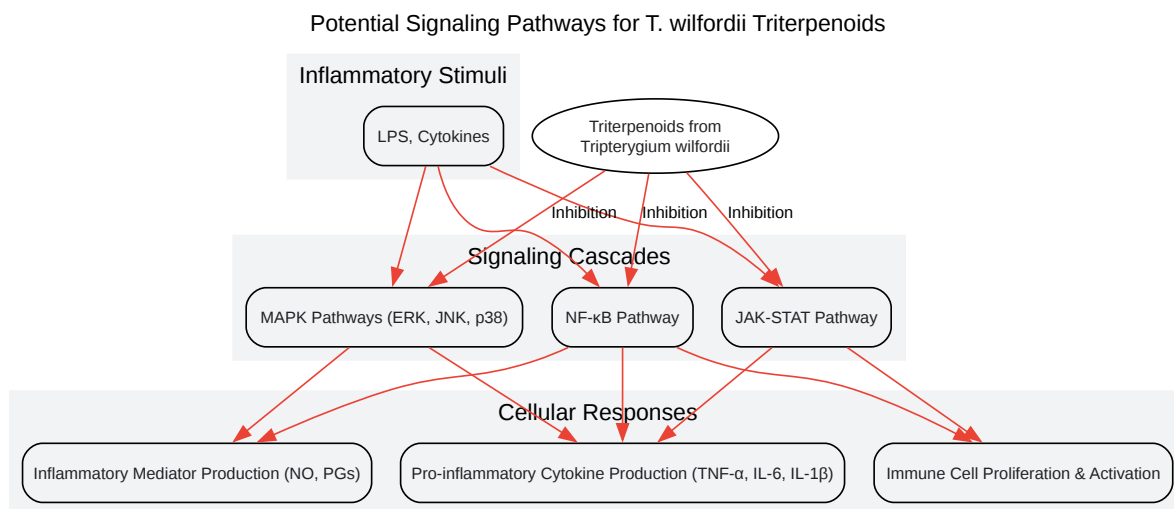 Potential Signaling Pathways for T. wilfordii Triterpenoids
Inflammatory Stimuli
LPS, Cytokines
Triterpenoids from
Tripterygium wilfordii
Inhibition
Inhibition
Inhibition
Signaling Cascades
MAPK Pathways (ERK, JNK, p38)
NF-κB Pathway
JAK-STAT Pathway
Cellular Responses
Inflammatory Mediator Production (NO, PGs)
Pro-inflammatory Cytokine Production (TNF-α, IL-6, IL-1β)
Immune Cell Proliferation & Activation